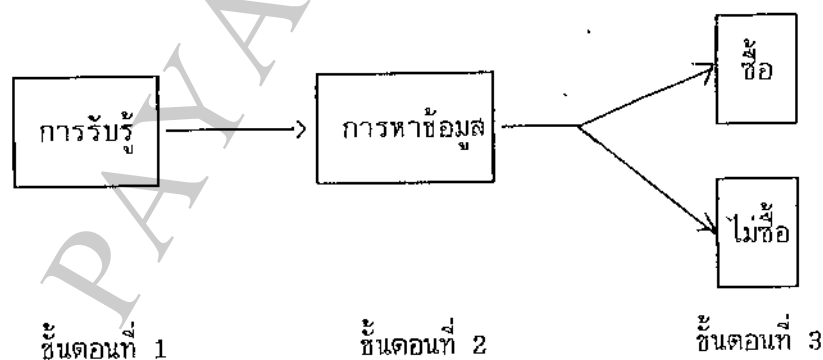 ซื้อ
การรับรู้
การหาข้อมูล
ไม่ซื้อ
ขั้นตอนที่ 1
ขั้นตอนที่ 2
ขั้นตอนที่ 3
PAYA